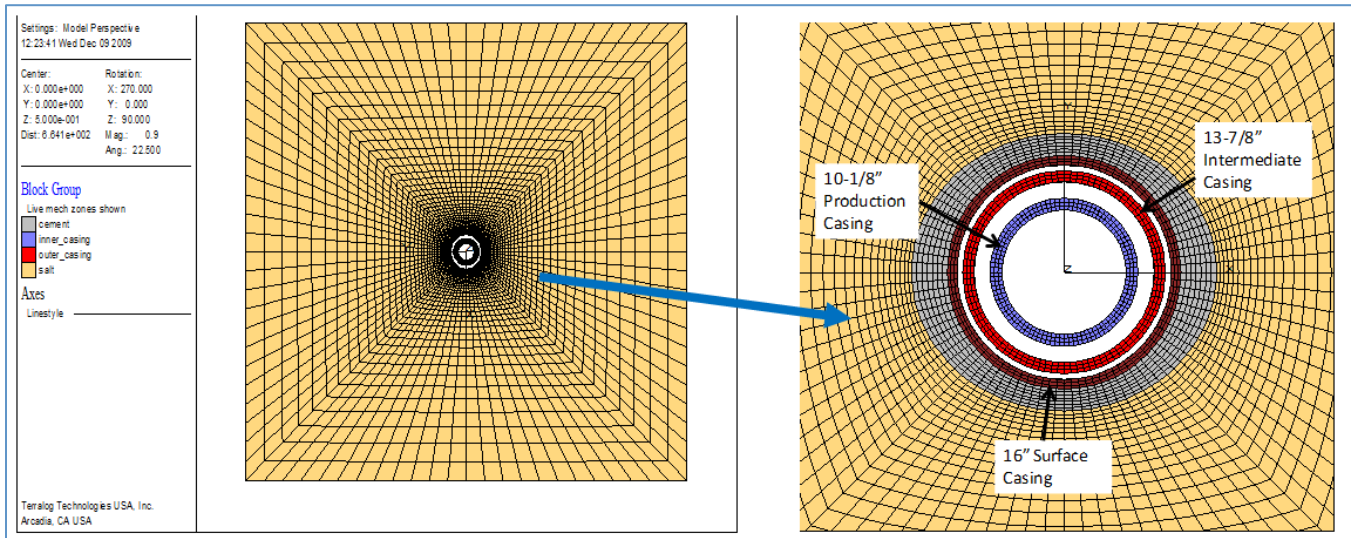 Settings: Model Perspective
12:23:41 Wed Dec 09 2009
Center: Rotation:
X: 0.000e+000 X: 270.000
Y: 0.000e+000 Y: 0.000
Z: 5.000e-001 Z: 90.000
Dist: 6.641e+002 Mag.: 0.9
Ang.: 22.500
Block Group
Live mech zones shown
cement
inner_casing
outer_casing
salt
Axes
Linestyle
Terralog Technologies USA, Inc.
Arcadia, CA USA
10-1/8”
Production
Casing
13-7/8”
Intermediate
Casing
16” Surface
Casing
Y
Z
X